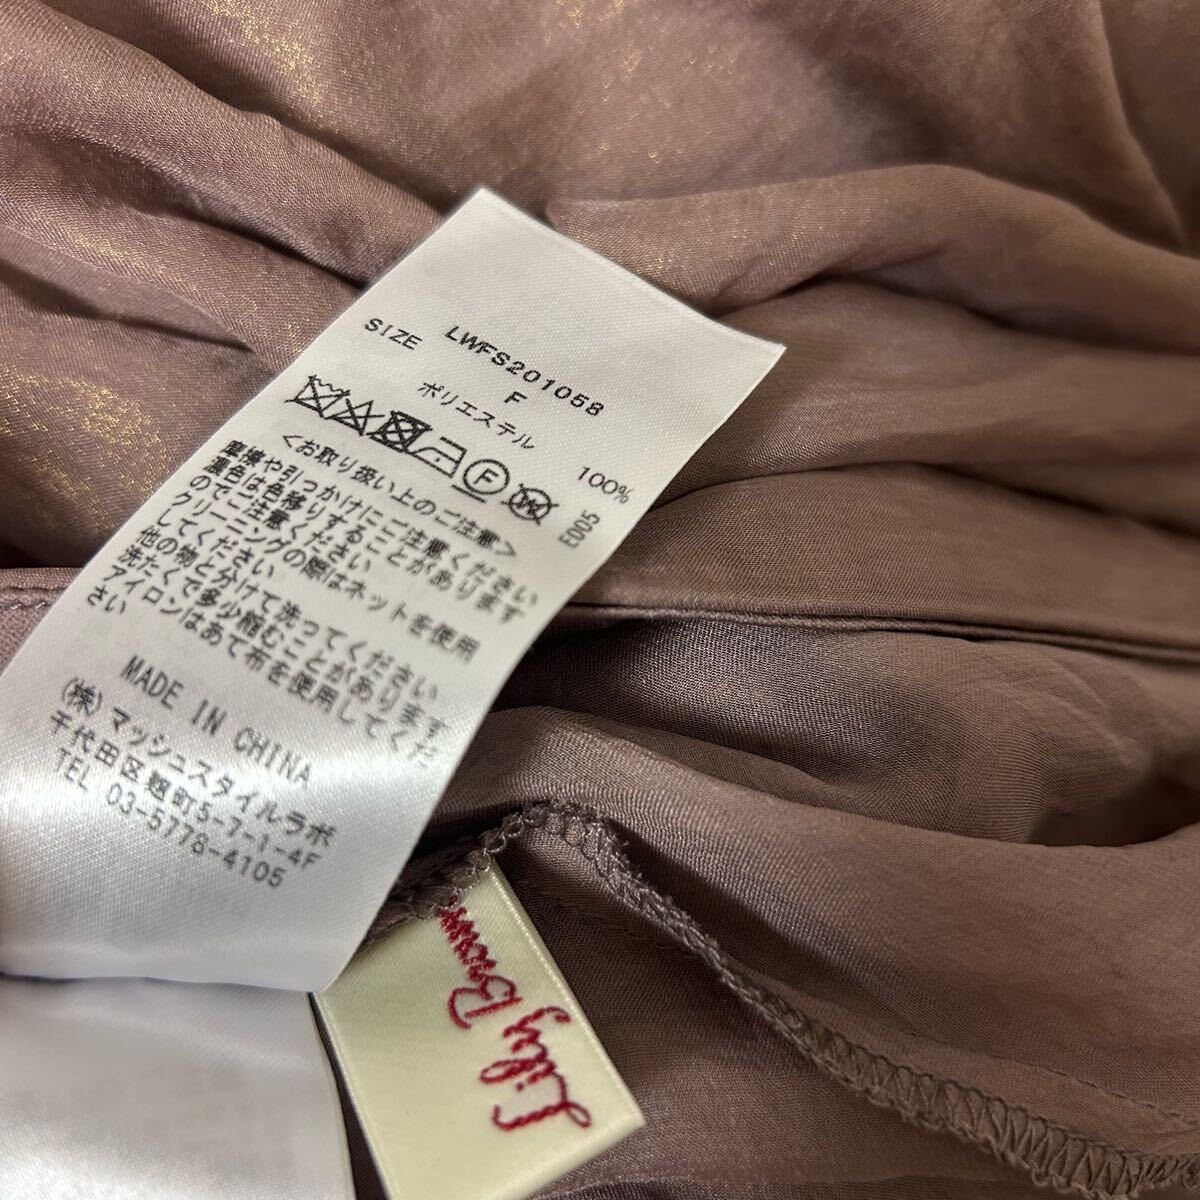 LWFS201058
SIZE F
ポリエステル 100%
F
E005
<お取り扱い上のご注意>
摩擦や引っかけにご注意ください
濃色は色移りすることがあります
のでご注意ください
クリーニングの際はネットを使用
してください
他の物と分けて洗ってください
洗たくで多少縮むことがあります
アイロンはあて布を使用してくだ
さい
MADE IN CHINA
(株)マッシュスタイルラボ
千代田区麹町5-7-1-4F
TEL 03-5778-4105
Lily Brown